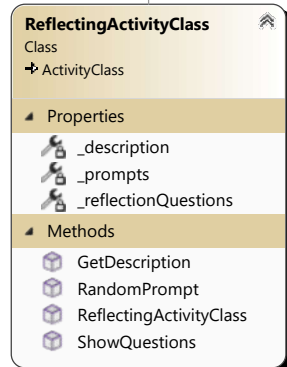 ReflectingActivityClass
Class
ActivityClass
Properties
_description
_prompts
_reflectionQuestions
Methods
GetDescription
RandomPrompt
ReflectingActivityClass
ShowQuestions